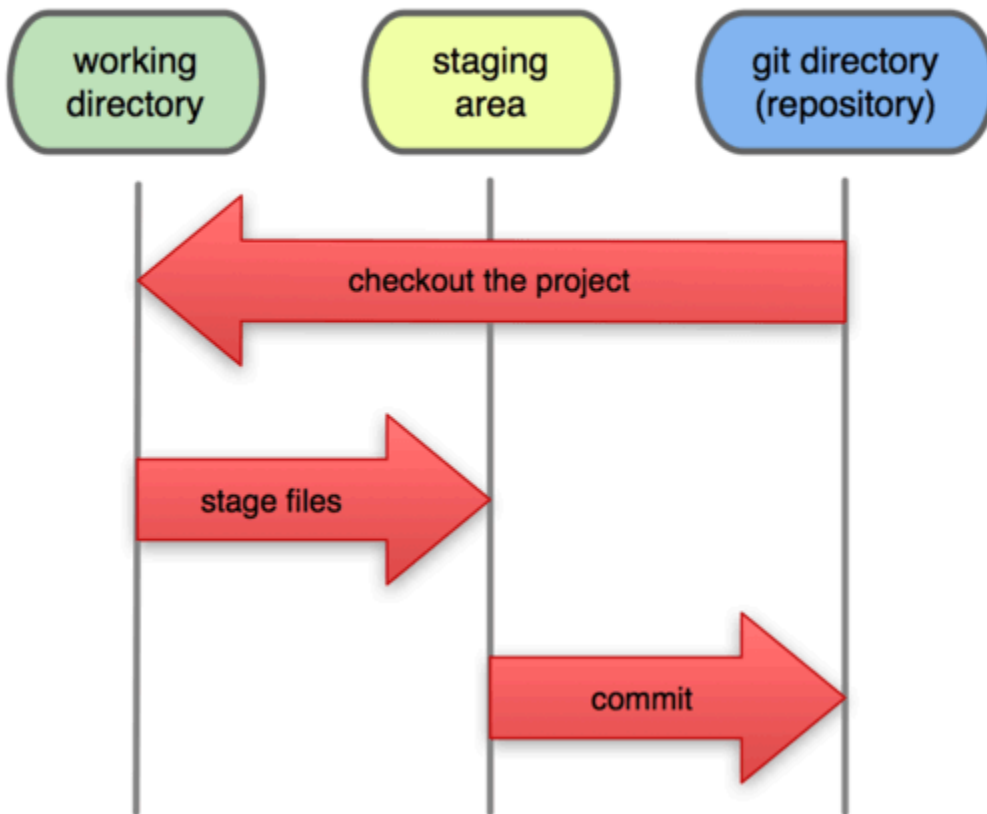 working
directory
staging
area
git directory
(repository)
checkout the project
stage files
commit